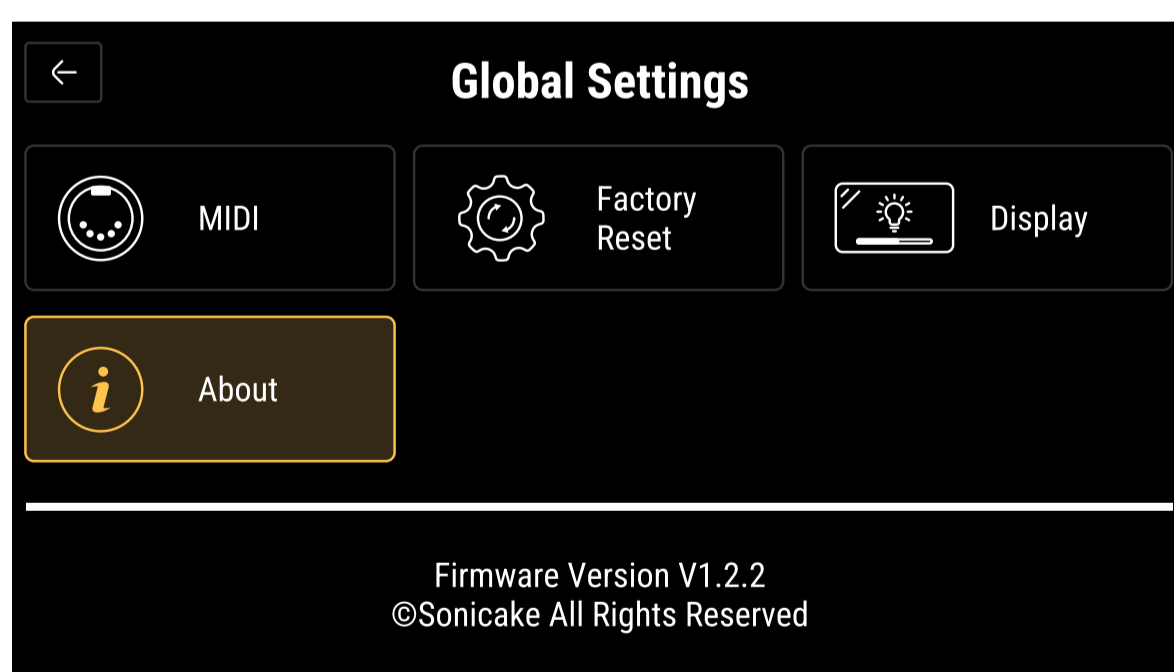 Global Settings
MIDI
Factory
Reset
Display
About
Firmware Version V1.2.2
©Sonicake All Rights Reserved